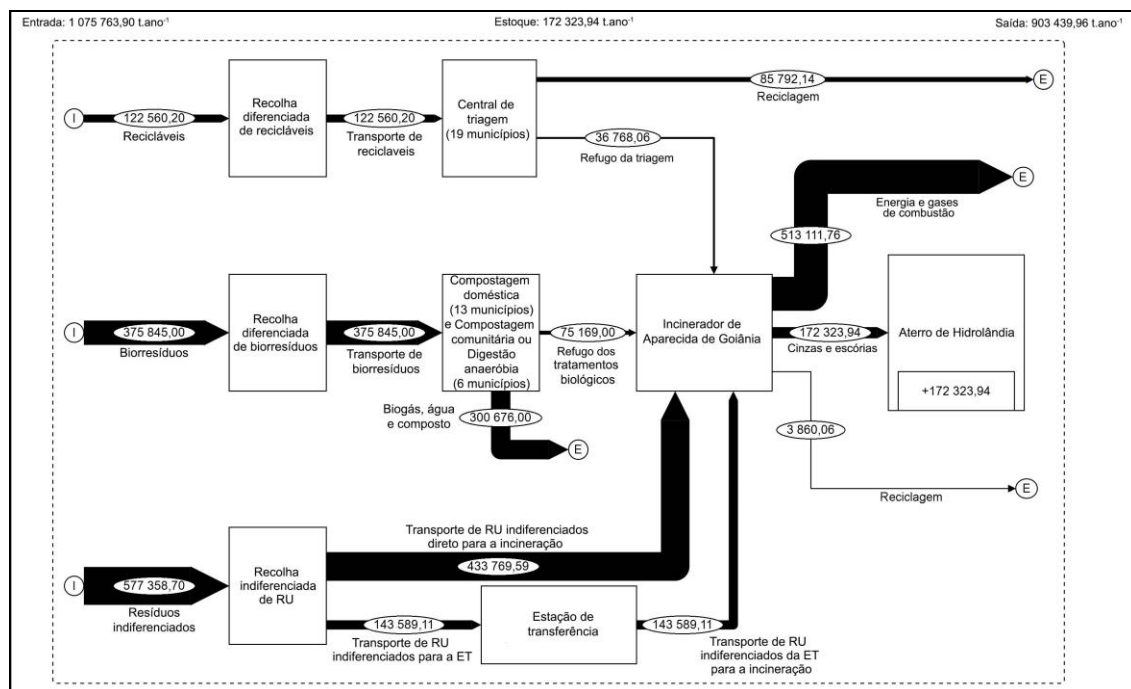 Entrada: 1 075 763,90 t.ano⁻¹
Estoque: 172 323,94 t.ano⁻¹
Saída: 903 439,96 t.ano⁻¹
I
122 560,20
Recicláveis
Recolha
diferenciada
de recicláveis
122 560,20
Transporte de
reciclaveis
Central de
triagem
(19 municípios)
85 792,14
Reciclagem
E
36 768,06
Refugo da triagem
Energia e gases
de combustão
E
513 111,76
I
375 845,00
Biorresíduos
Recolha
diferenciada
de biorresíduos
375 845,00
Transporte de
biorresíduos
Compostagem
doméstica
(13 municípios)
e Compostagem
comunitária ou
Digestão
anaeróbia
(6 municípios)
75 169,00
Refugo dos
tratamentos
biológicos
Incinerador de
Aparecida de Goiânia
172 323,94
Cinzas e escórias
Aterro de Hidrolândia
+172 323,94
Biogás, água
e composto
300 676,00
E
3 860,06
Reciclagem
E
I
577 358,70
Resíduos
indiferenciados
Recolha
indiferenciada
de RU
Transporte de RU indiferenciados
direto para a incineração
433 769,59
143 589,11
Transporte de RU
indiferenciados para a ET
Estação de
transferência
143 589,11
Transporte de RU
indiferenciados da ET
para a incineração